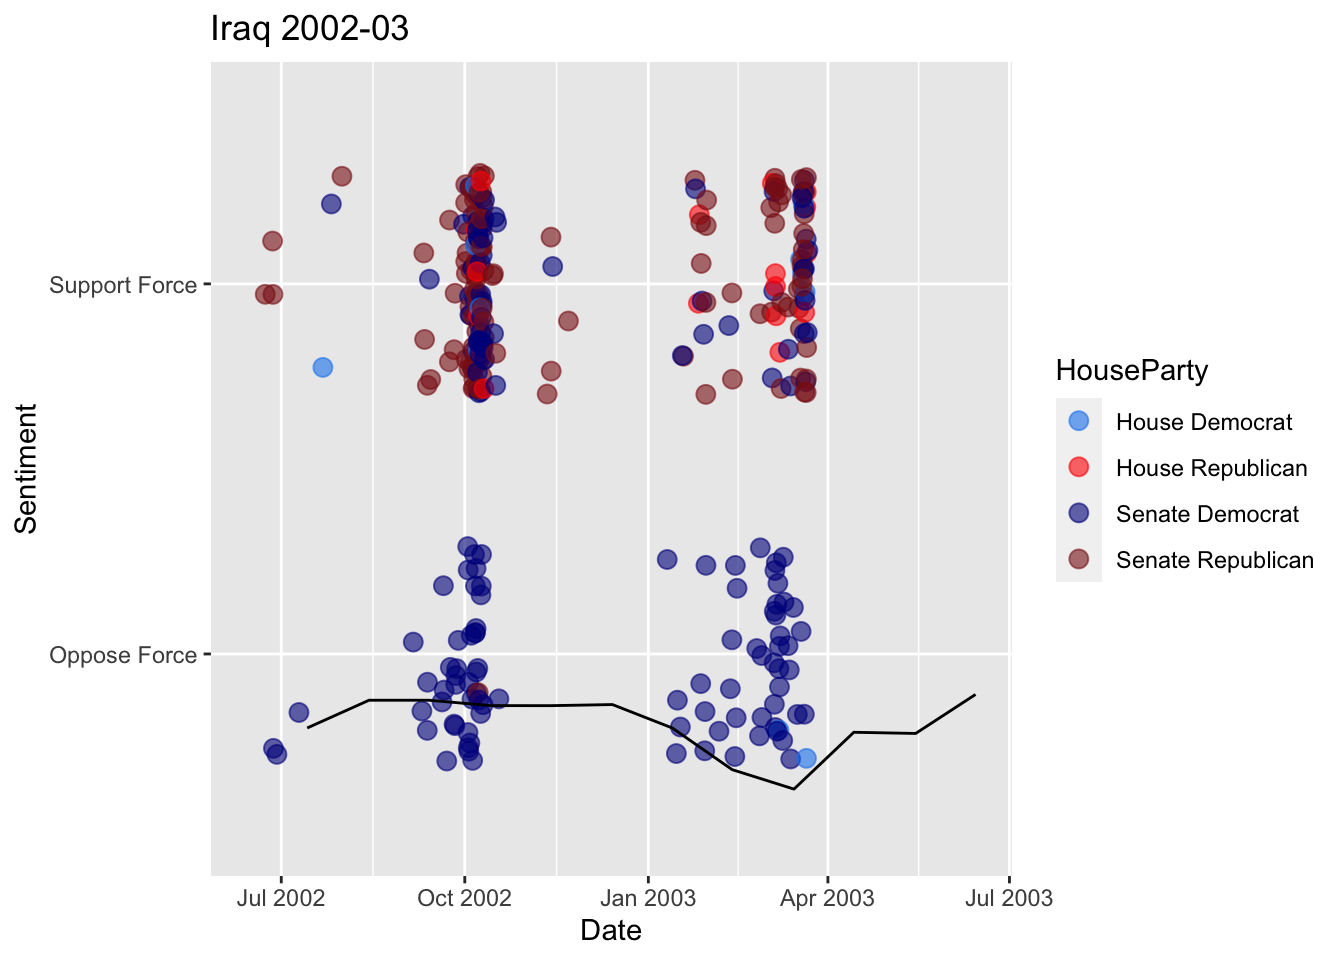 Iraq 2002-03
Support Force
Oppose Force
Sentiment
Jul 2002
Oct 2002
Jan 2003
Apr 2003
Jul 2003
Date
HouseParty
House Democrat
House Republican
Senate Democrat
Senate Republican